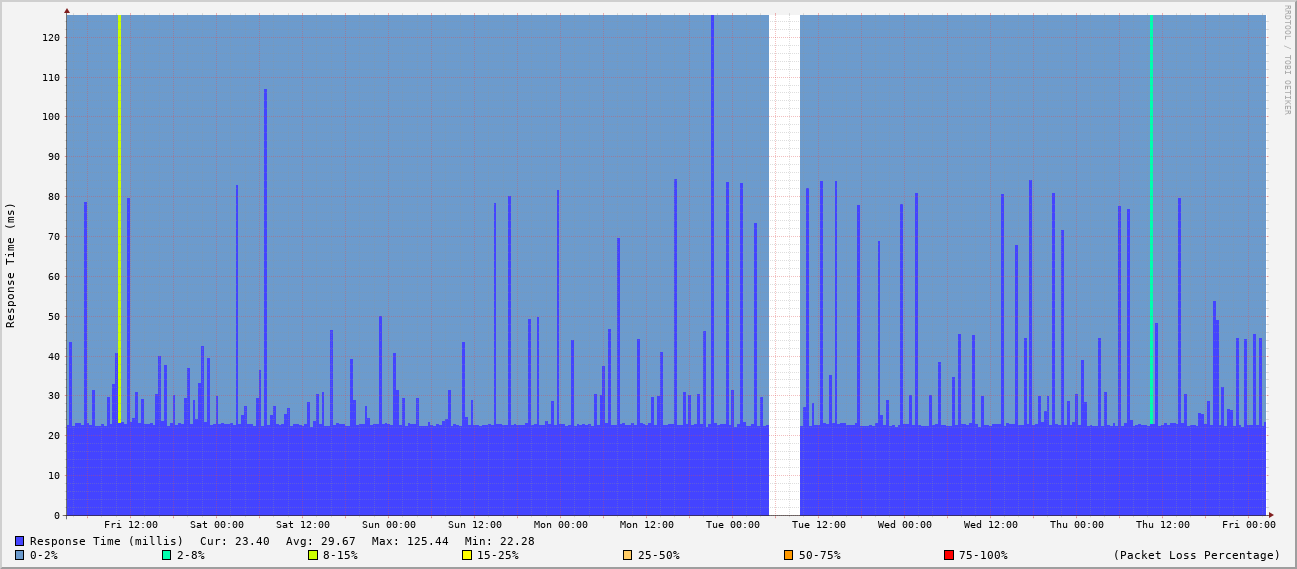 RRDTOOL / TOBI OETIKER
Response Time (ms)
120
110
100
90
80
70
60
50
40
30
20
10
0
Fri 12:00 Sat 00:00 Sat 12:00 Sun 00:00 Sun 12:00 Mon 00:00 Mon 12:00 Tue 00:00 Tue 12:00 Wed 00:00 Wed 12:00 Thu 00:00 Thu 12:00 Fri 00:00
Response Time (millis) Cur: 23.40 Avg: 29.67 Max: 125.44 Min: 22.28
0-2% 2-8% 8-15% 15-25% 25-50% 50-75% 75-100% (Packet Loss Percentage)